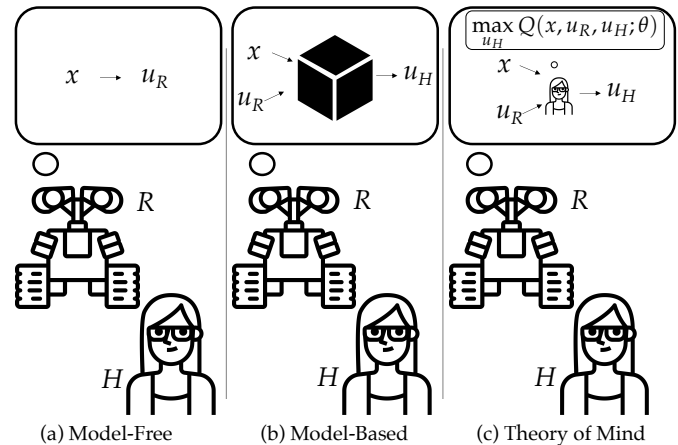 x → u_R
R
H
(a) Model-Free
x
u_R
→ u_H
R
H
(b) Model-Based
max Q(x, u_R, u_H; θ)
u_H
x
u_R
→ u_H
R
H
(c) Theory of Mind